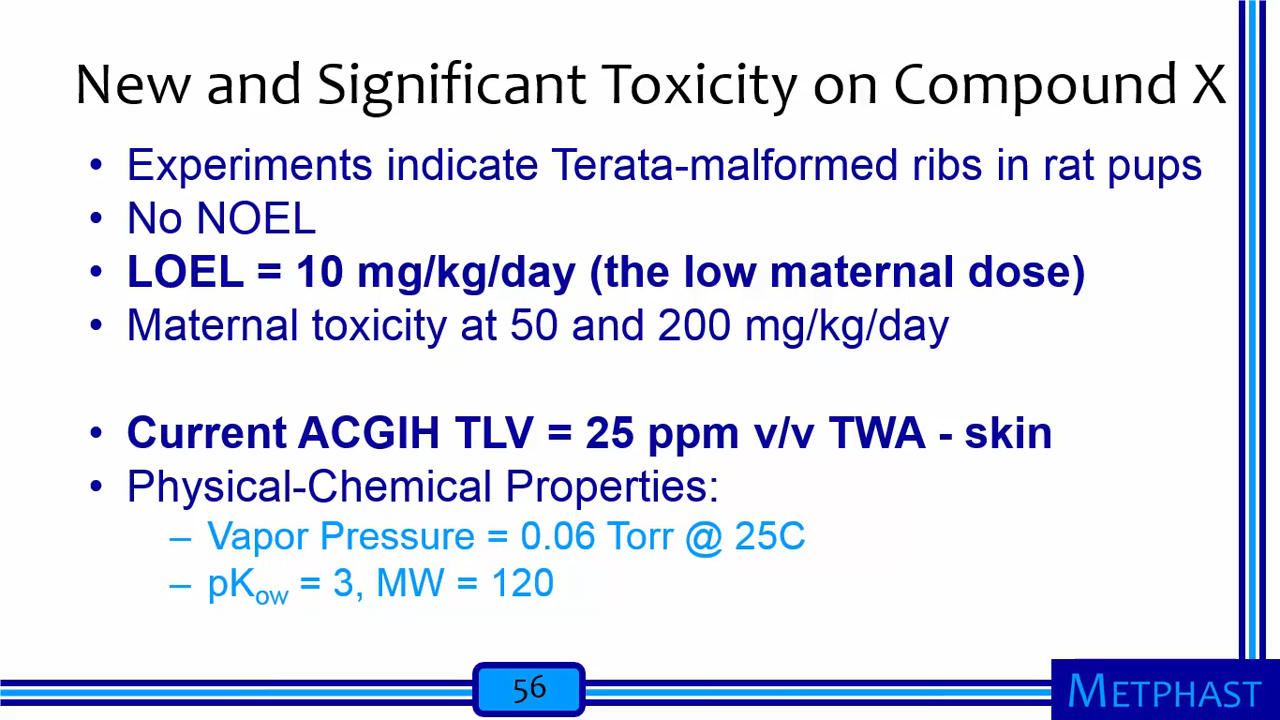 New and Significant Toxicity on Compound X
• Experiments indicate Terata-malformed ribs in rat pups
• No NOEL
• LOEL = 10 mg/kg/day (the low maternal dose)
• Maternal toxicity at 50 and 200 mg/kg/day
• Current ACGIH TLV = 25 ppm v/v TWA - skin
• Physical-Chemical Properties:
– Vapor Pressure = 0.06 Torr @ 25C
– pKow = 3, MW = 120
56
METPHAST